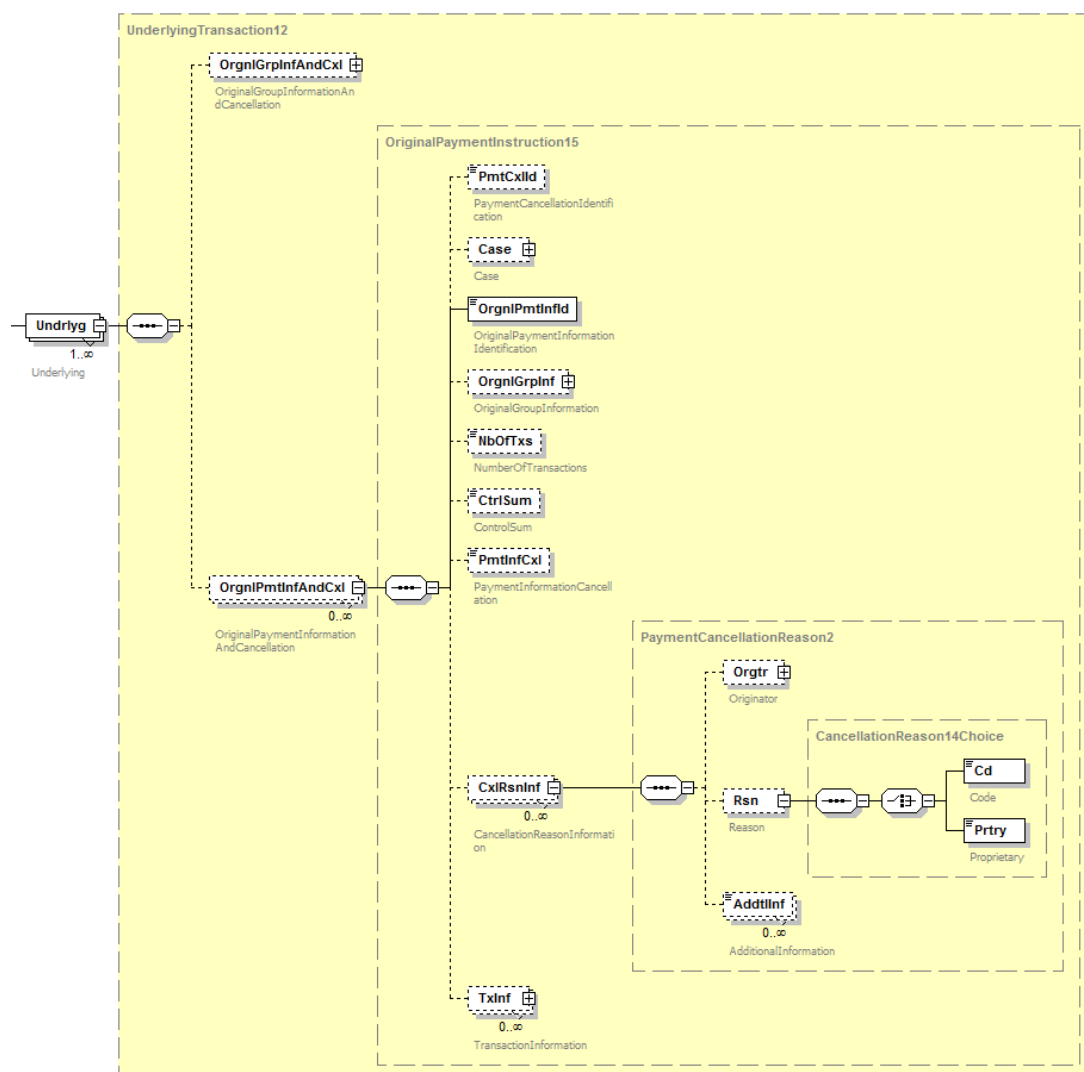 UnderlyingTransaction12
OrgnlGrpInfAndCxl
OriginalGroupInformationAn
dCancellation
OriginalPaymentInstruction15
PmtCxlId
PaymentCancellationIdentifi
cation
Case
Case
Undrlyg
1..∞
Underlying
OrgnlPmtInfId
OriginalPaymentInformation
Identification
OrgnlGrpInf
OriginalGroupInformation
NbOfTxs
NumberOfTransactions
CtrlSum
ControlSum
PmtInfCxl
PaymentInformationCancell
ation
OrgnlPmtInfAndCxl
0..∞
OriginalPaymentInformation
AndCancellation
PaymentCancellationReason2
Orgtr
Originator
CancellationReason14Choice
CxlRsnInf
0..∞
CancellationReasonInformati
on
Rsn
Reason
Cd
Code
Prtry
Proprietary
AddtlInf
0..∞
AdditionalInformation
TxInf
0..∞
TransactionInformation